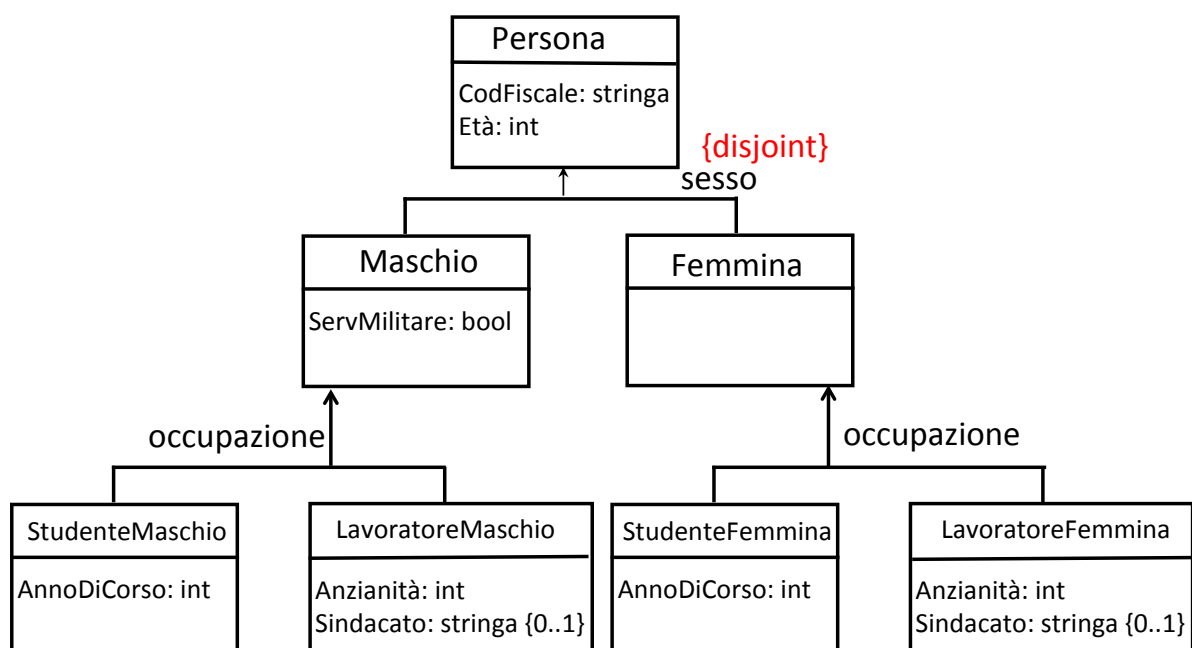 Persona
CodFiscale: stringa
Età: int
{disjoint}
sesso
Maschio
Femmina
ServMilitare: bool
occupazione
occupazione
StudenteMaschio
LavoratoreMaschio
StudenteFemmina
LavoratoreFemmina
AnnoDiCorso: int
Anzianità: int
Sindacato: stringa {0..1}
AnnoDiCorso: int
Anzianità: int
Sindacato: stringa {0..1}